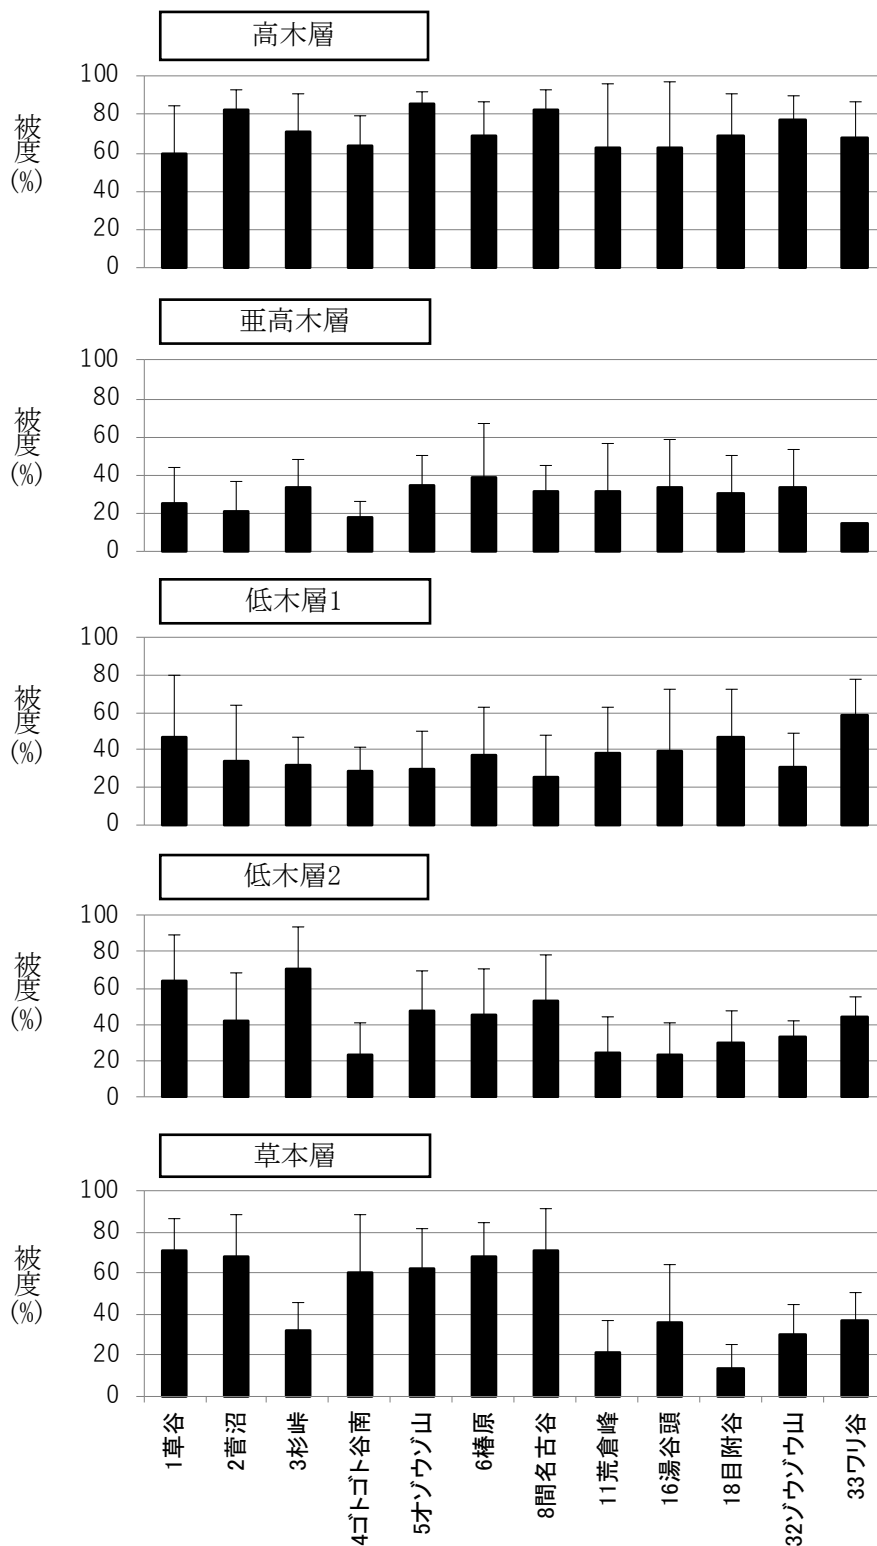 高木層
被度
(%)
100
80
60
40
20
0
亜高木層
被度
(%)
100
80
60
40
20
0
低木層1
被度
(%)
100
80
60
40
20
0
低木層2
被度
(%)
100
80
60
40
20
0
草本層
被度
(%)
100
80
60
40
20
0
1草谷
2菅沼
3杉峠
4ゴトゴト谷南
5オゾウゾ山
6椿原
8間名古谷
11荒倉峰
16湯谷頭
18目附谷
32ゾウゾウ山
33ワリ谷